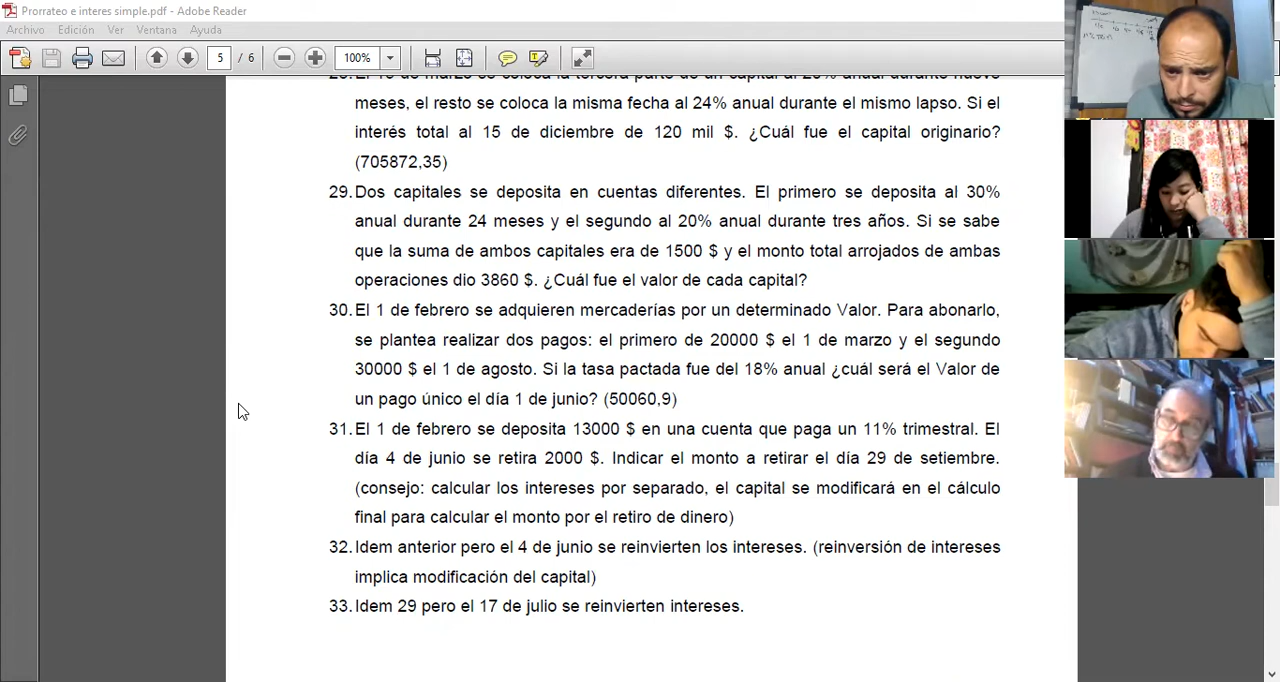 Prorrateo e interes simple.pdf - Adobe Reader
Archivo Edición Ver Ventana Ayuda
5 / 6 100%
meses, el resto se coloca la misma fecha al 24% anual durante el mismo lapso. Si el
interés total al 15 de diciembre de 120 mil $. ¿Cuál fue el capital originario?
(705872,35)
29. Dos capitales se deposita en cuentas diferentes. El primero se deposita al 30%
anual durante 24 meses y el segundo al 20% anual durante tres años. Si se sabe
que la suma de ambos capitales era de 1500 $ y el monto total arrojados de ambas
operaciones dio 3860 $. ¿Cuál fue el valor de cada capital?
30. El 1 de febrero se adquieren mercaderías por un determinado Valor. Para abonarlo,
se plantea realizar dos pagos: el primero de 20000 $ el 1 de marzo y el segundo
30000 $ el 1 de agosto. Si la tasa pactada fue del 18% anual ¿cuál será el Valor de
un pago único el día 1 de junio? (50060,9)
31. El 1 de febrero se deposita 13000 $ en una cuenta que paga un 11% trimestral. El
día 4 de junio se retira 2000 $. Indicar el monto a retirar el día 29 de setiembre.
(consejo: calcular los intereses por separado, el capital se modificará en el cálculo
final para calcular el monto por el retiro de dinero)
32. Idem anterior pero el 4 de junio se reinvierten los intereses. (reinversión de intereses
implica modificación del capital)
33. Idem 29 pero el 17 de julio se reinvierten intereses.